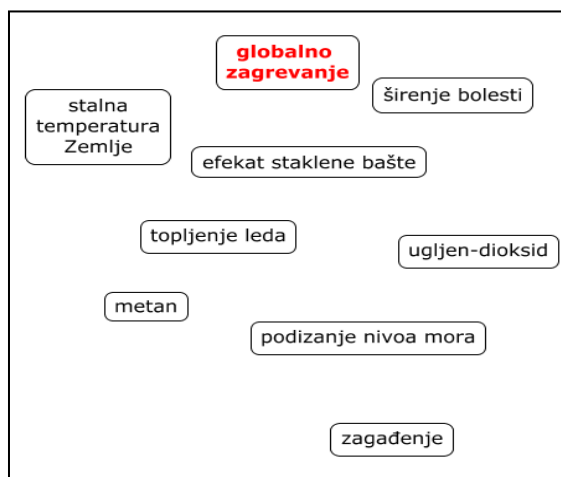 globalno
zagrevanje
širenje bolesti
stalna
temperatura
Zemlje
efekat staklene bašte
topljenje leda
ugljen-dioksid
metan
podizanje nivoa mora
zagađenje